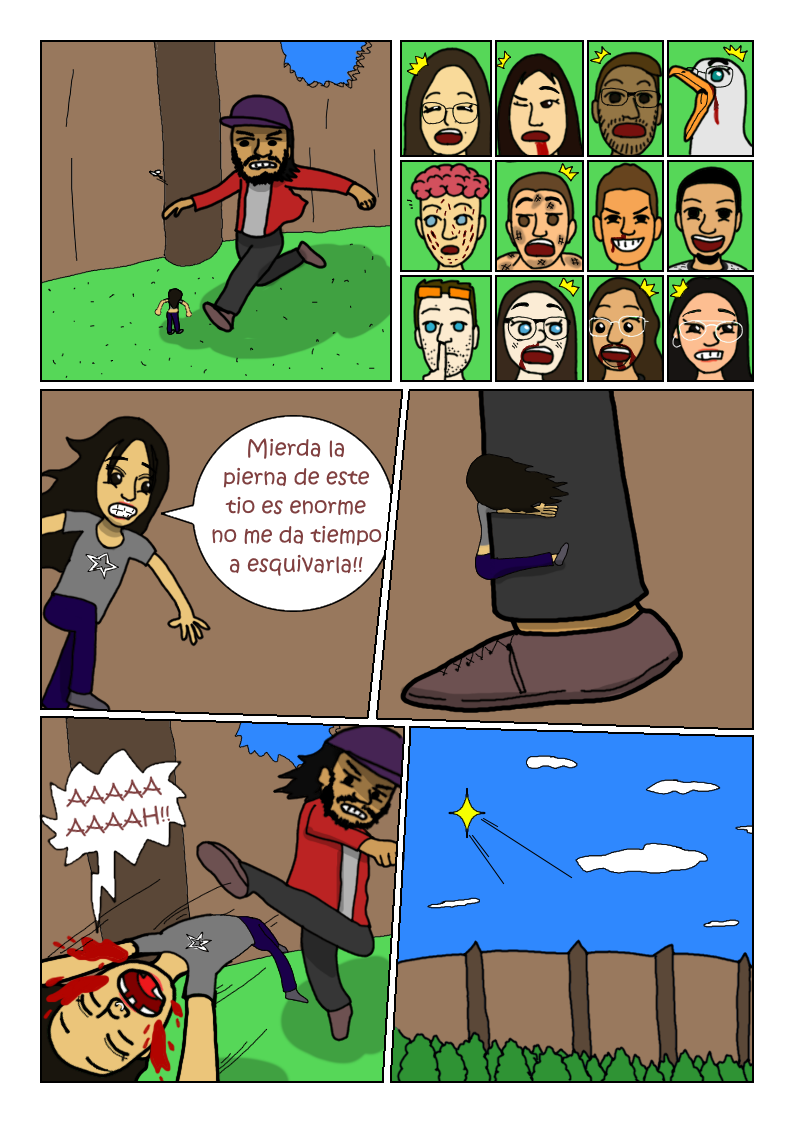 Mierda la
pierna de este
tio es enorme
no me da tiempo
a esquivarla!!
AAAAA
AAAAH!!